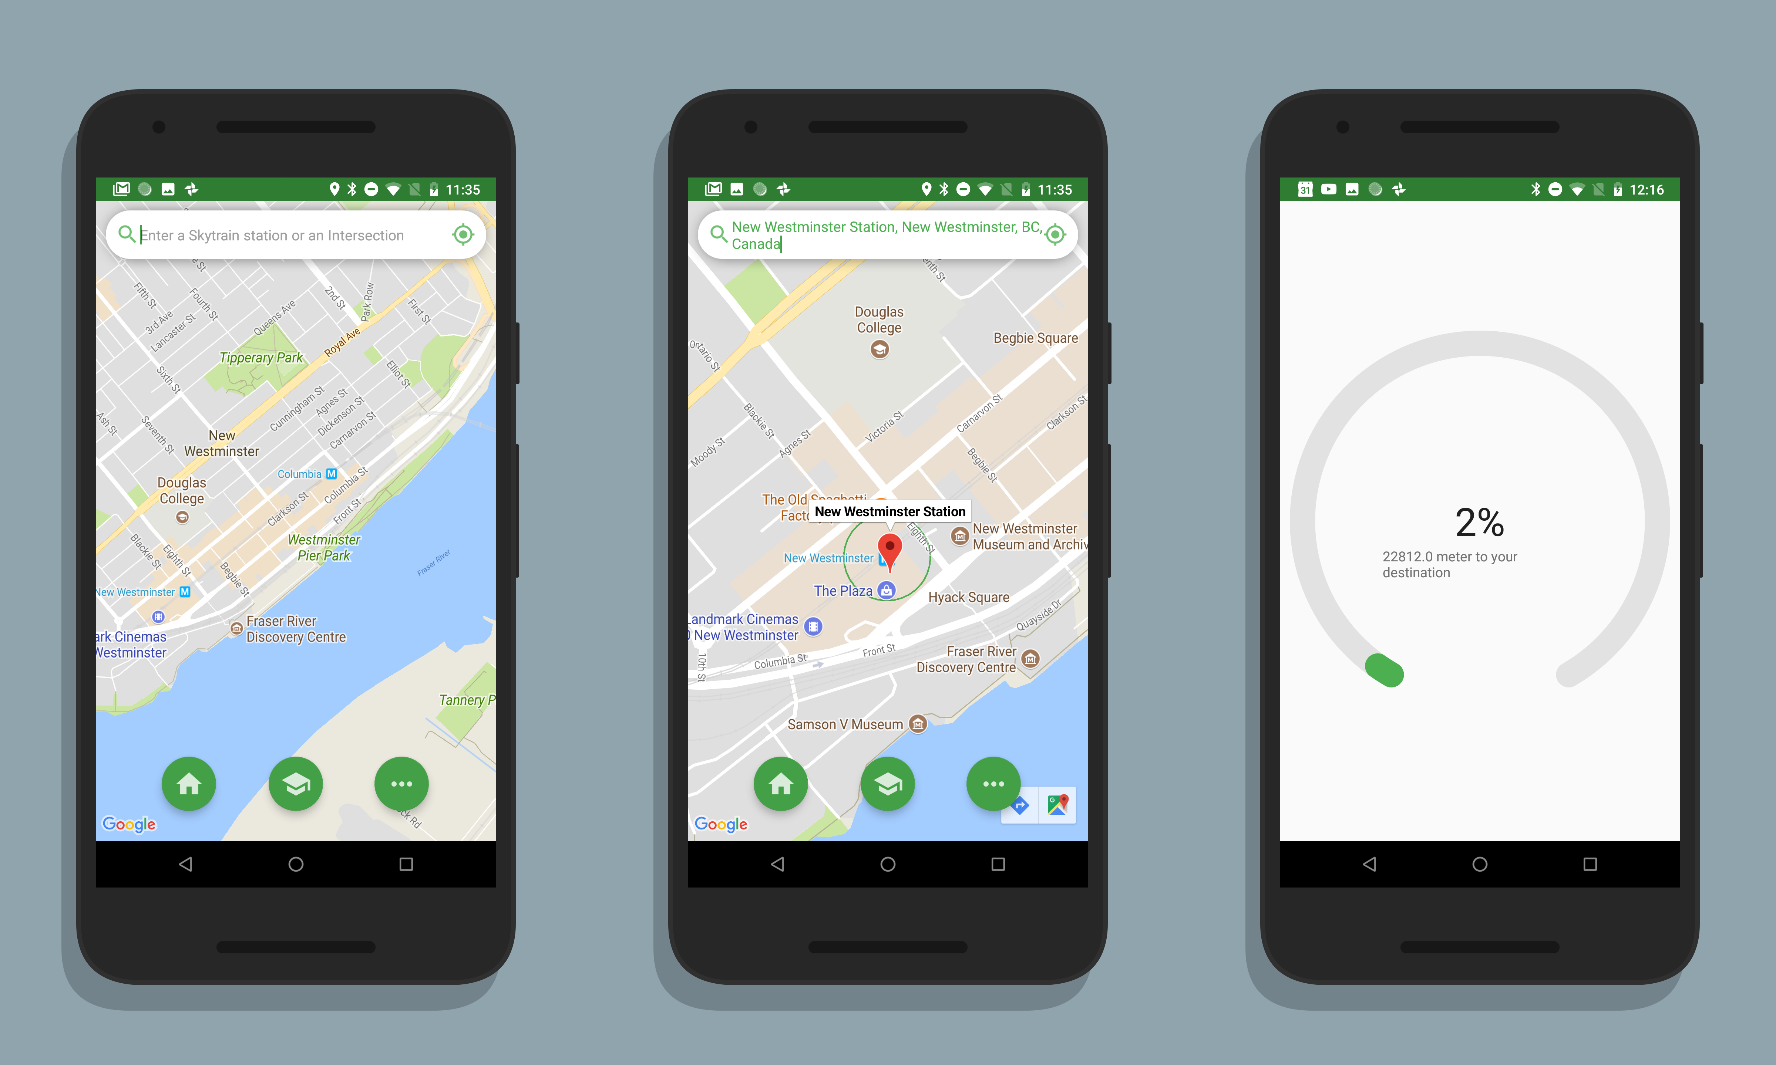 11:35
Enter a Skytrain station or an Intersection
Fifth St
Fourth St
2nd St
Park Row
First St
3rd Ave
Lancaster St
Queens Ave
Royal Ave
Tipperary Park
Elliot St
Sixth St
Cunningham St
Agnes St
Dickenson St
Carnarvon St
Ash St
Seventh St
New
Westminster
Columbia M
Douglas
College
Columbia St
Clarkson St
Front St
Westminster
Pier Park
Blackie St
Eighth St
Begbie St
Fraser River
New Westminster M
Fraser River
Discovery Centre
ark Cinemas
Westminster
Tannery P
ck Rd
Google
11:35
New Westminster Station, New Westminster, BC,
Canada
enth St
Douglas
College
Begbie Square
Ontario St
Blackie St
Victoria St
Carnarvon St
Clarkson St
Agnes St
Moody St
Begbie St
The Old Spaghetti
Facto
New Westminster Station
Eighth St
New Westminster
Museum and Archiv
New Westminster
The Plaza
Hyack Square
Landmark Cinemas
0 New Westminster
Quayside Dr
10th St
Columbia St
Front St
Fraser River
Discovery Centre
Samson V Museum
Google
31
12:16
2%
22812.0 meter to your
destination